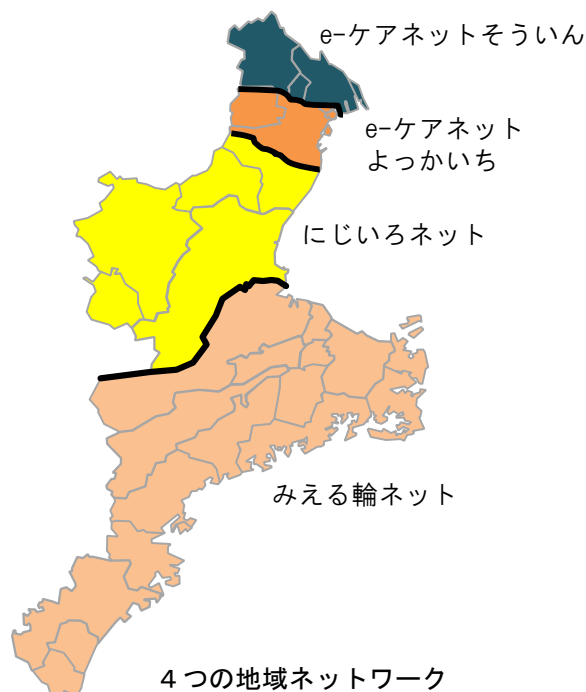 e-ケアネットそういん
e-ケアネット
よっかいち
にじいろネット
みえる輪ネット
４つの地域ネットワーク